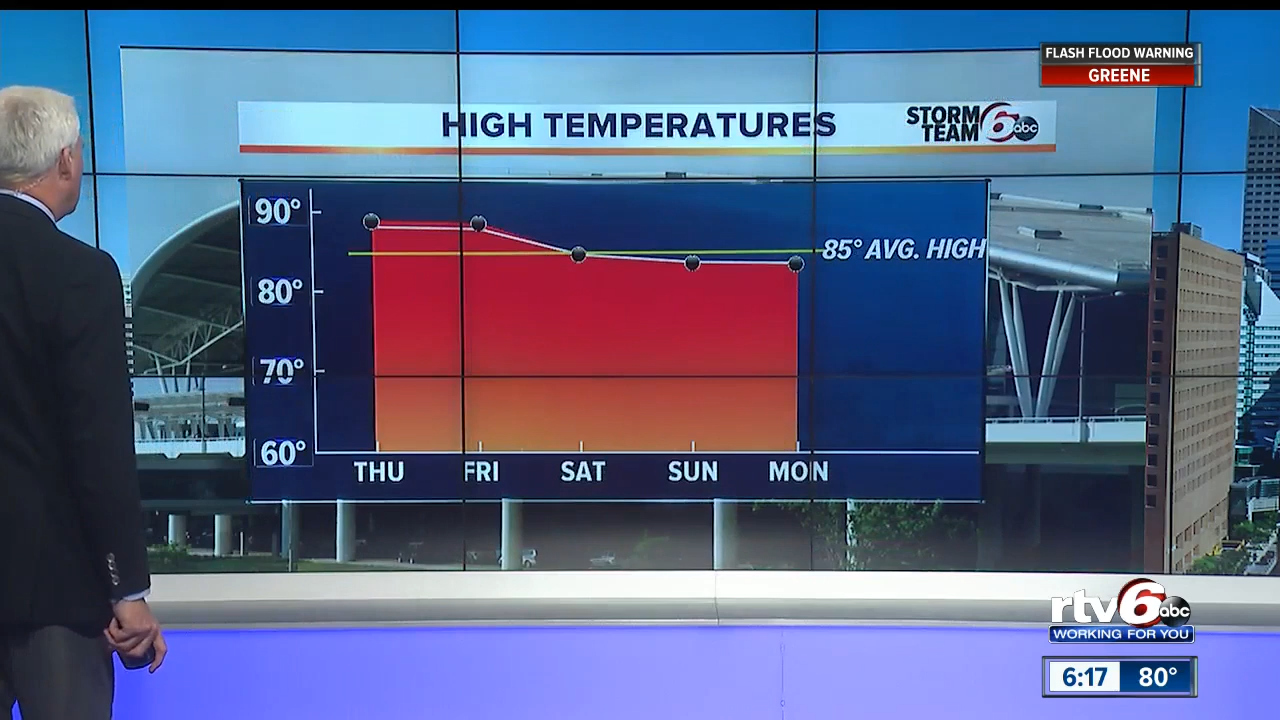 FLASH FLOOD WARNING
GREENE
HIGH TEMPERATURES
STORM
TEAM 6 abc
90°
85° AVG. HIGH
80°
70°
60°
THU FRI SAT SUN MON
rtv6 abc
WORKING FOR YOU
6:17 80°